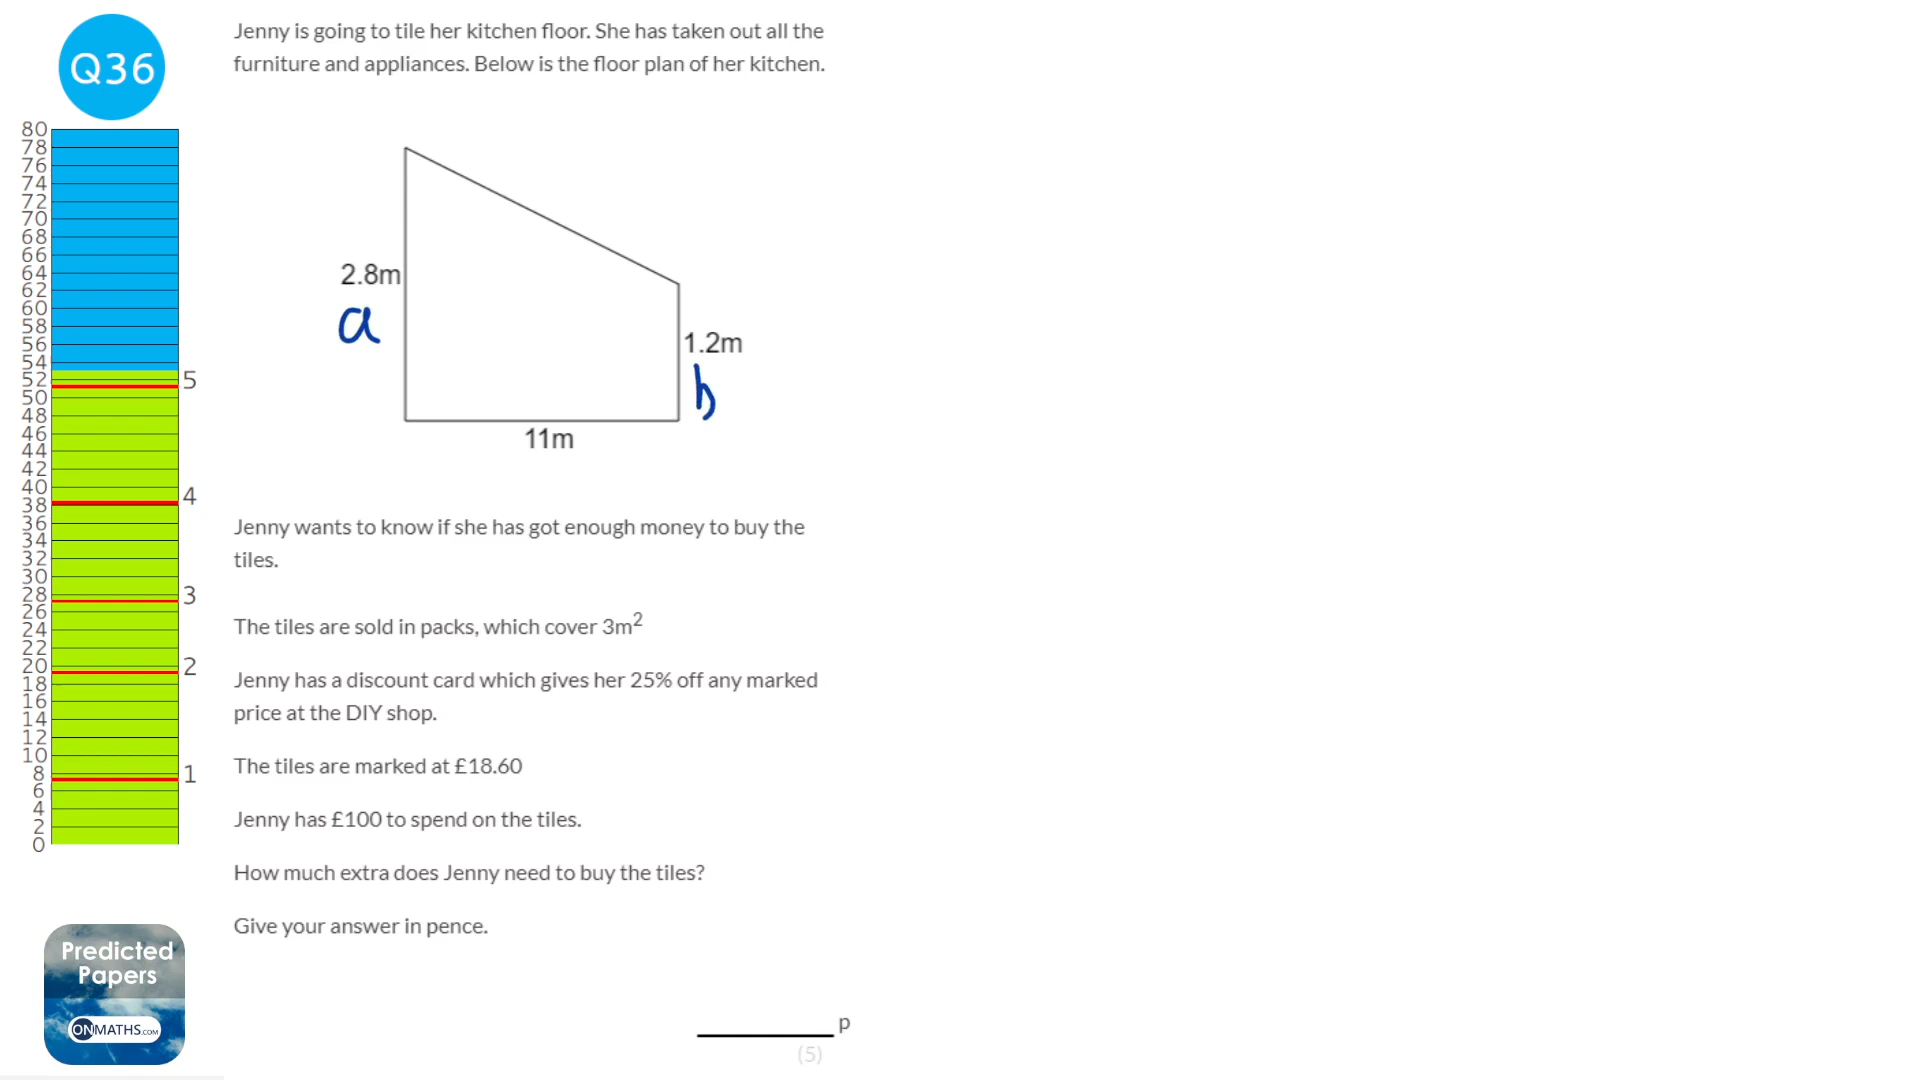 Q36
Jenny is going to tile her kitchen floor. She has taken out all the
furniture and appliances. Below is the floor plan of her kitchen.
80
78
76
74
72
70
68
66
64
62
60
58
56
54
52
50
48
46
44
42
40
38
36
34
32
30
28
26
24
22
20
18
16
14
12
10
8
6
4
2
0
5
4
3
2
1
2.8m
a
1.2m
b
11m
Jenny wants to know if she has got enough money to buy the
tiles.
The tiles are sold in packs, which cover 3m²
Jenny has a discount card which gives her 25% off any marked
price at the DIY shop.
The tiles are marked at £18.60
Jenny has £100 to spend on the tiles.
How much extra does Jenny need to buy the tiles?
Give your answer in pence.
Predicted
Papers
ONMATHS.COM
p
(5)